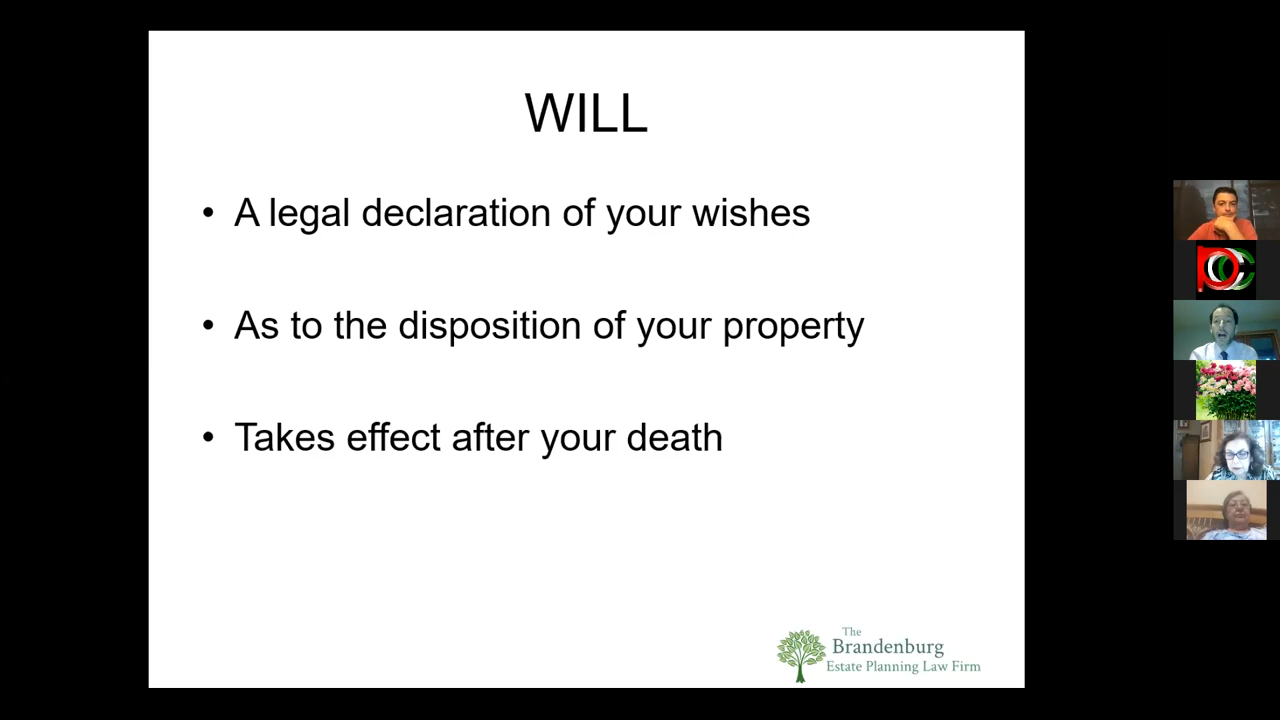 WILL
• A legal declaration of your wishes
• As to the disposition of your property
• Takes effect after your death
The
Brandenburg
Estate Planning Law Firm